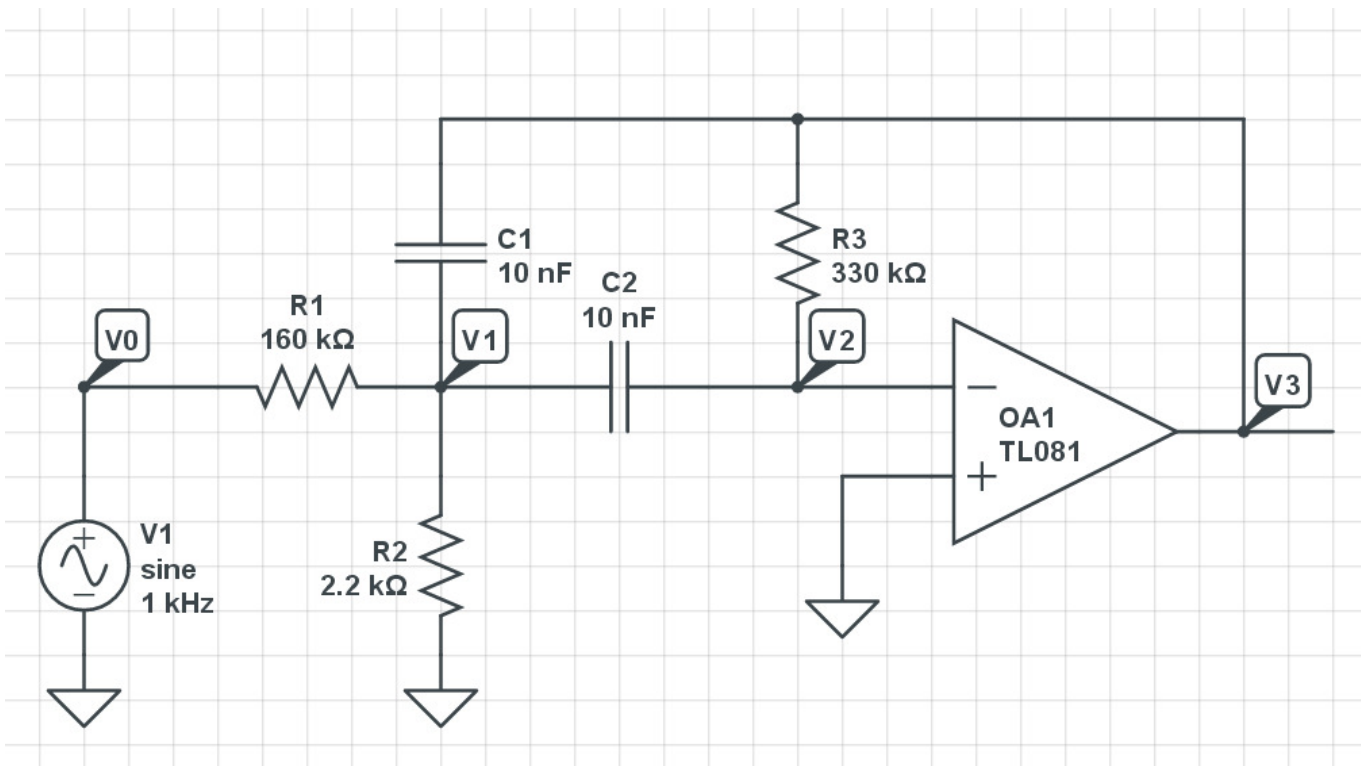 C1
10 nF
R3
330 kΩ
C2
10 nF
R1
160 kΩ
V0
V1
V2
V3
OA1
TL081
V1
sine
1 kHz
R2
2.2 kΩ